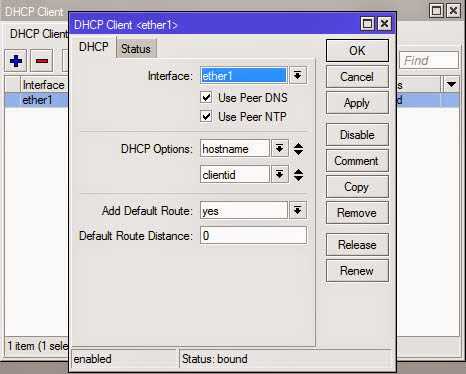 DHCP Client
DHCP Client <ether1>
DHCP Client
DHCP
Status
Find
Interface
ether1
Interface:
ether1
Use Peer DNS
Use Peer NTP
DHCP Options:
hostname
clientid
Add Default Route:
yes
Default Route Distance:
0
OK
Cancel
Apply
Disable
Comment
Copy
Remove
Release
Renew
1 item (1 sele
enabled
Status: bound